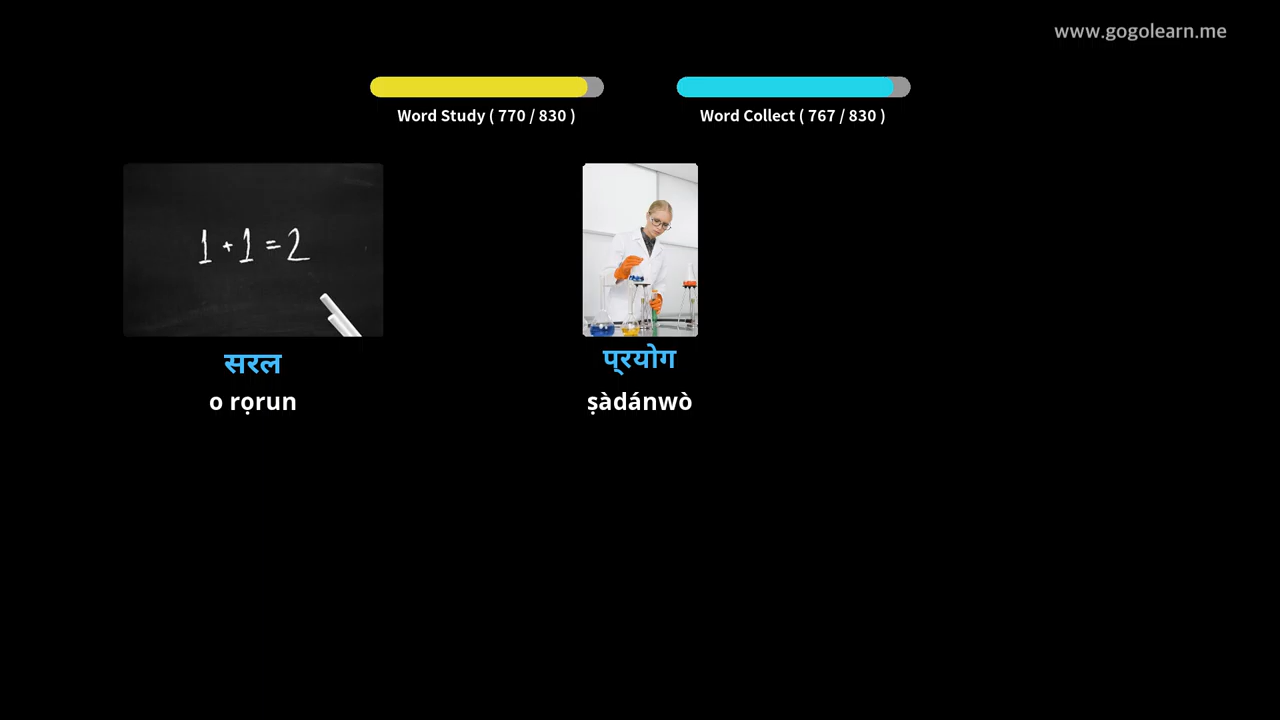 www.gogolearn.me
Word Study ( 770 / 830 )
Word Collect ( 767 / 830 )
1 + 1 = 2
सरल
o rọrun
प्रयोग
ṣàdánwò